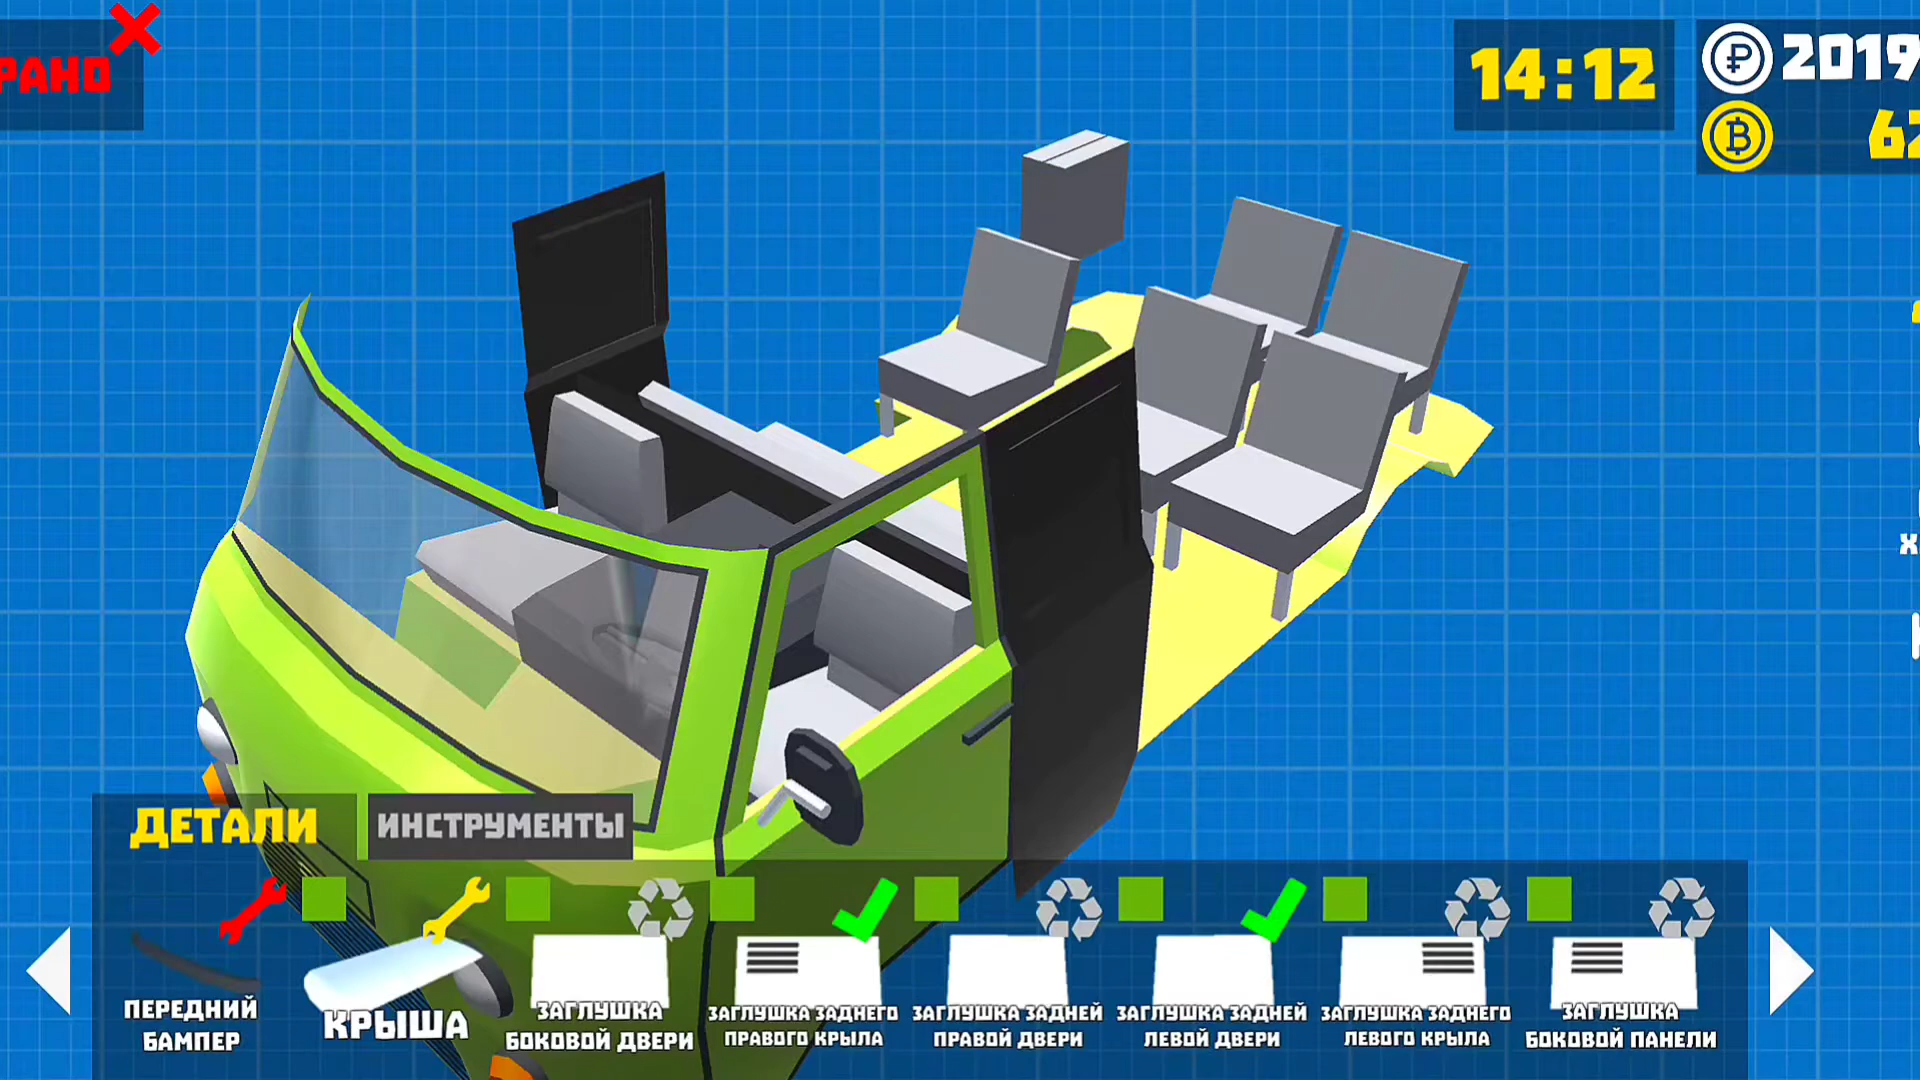 РАНО
14:12
2019
62
ДЕТАЛИ
ИНСТРУМЕНТЫ
ПЕРЕДНИЙ
БАМПЕР
КРЫША
ЗАГЛУШКА
БОКОВОЙ ДВЕРИ
ЗАГЛУШКА ЗАДНЕГО
ПРАВОГО КРЫЛА
ЗАГЛУШКА ЗАДНЕЙ
ПРАВОЙ ДВЕРИ
ЗАГЛУШКА ЗАДНЕЙ
ЛЕВОЙ ДВЕРИ
ЗАГЛУШКА ЗАДНЕГО
ЛЕВОГО КРЫЛА
ЗАГЛУШКА
БОКОВОЙ ПАНЕЛИ